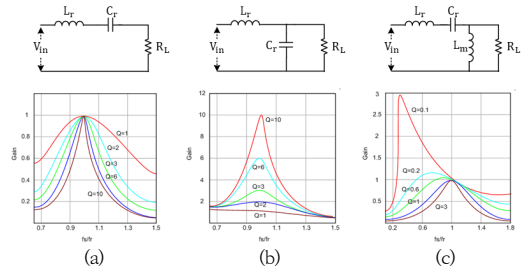 Lr Cr
Vin RL
Lr
Vin Cr RL
Lr Cr
Vin Lm RL
Gain
1
0.8
0.6
0.4
0.2
Q=1
Q=2
Q=3
Q=6
Q=10
0.7 0.9 1.1 1.3 1.5
fs/fr
(a)
Gain
12
10
8
6
4
2
Q=10
Q=6
Q=3
Q=2
Q=1
0.7 0.9 1.1 1.3 1.5
fs/fr
(b)
Gain
3
2.5
2
1.5
1
0.5
Q=0.1
Q=0.2
Q=0.6
Q=1
Q=3
0.2 0.6 1 1.4 1.8
fs/fr
(c)